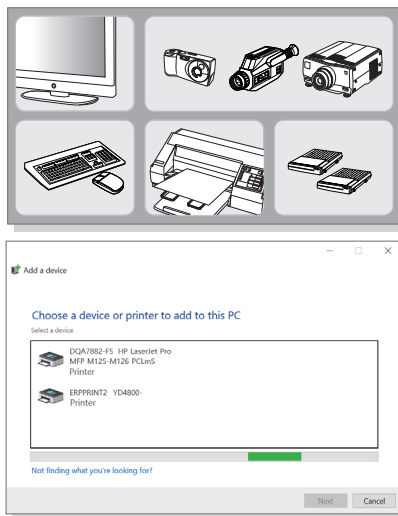 Add a device
Choose a device or printer to add to this PC
Select a device
DQA7882-F5 HP LaserJet Pro
MFP M125-M126 PCLmS
Printer
ERPPRINT2 YD4800-
Printer
Not finding what you're looking for?
Next Cancel